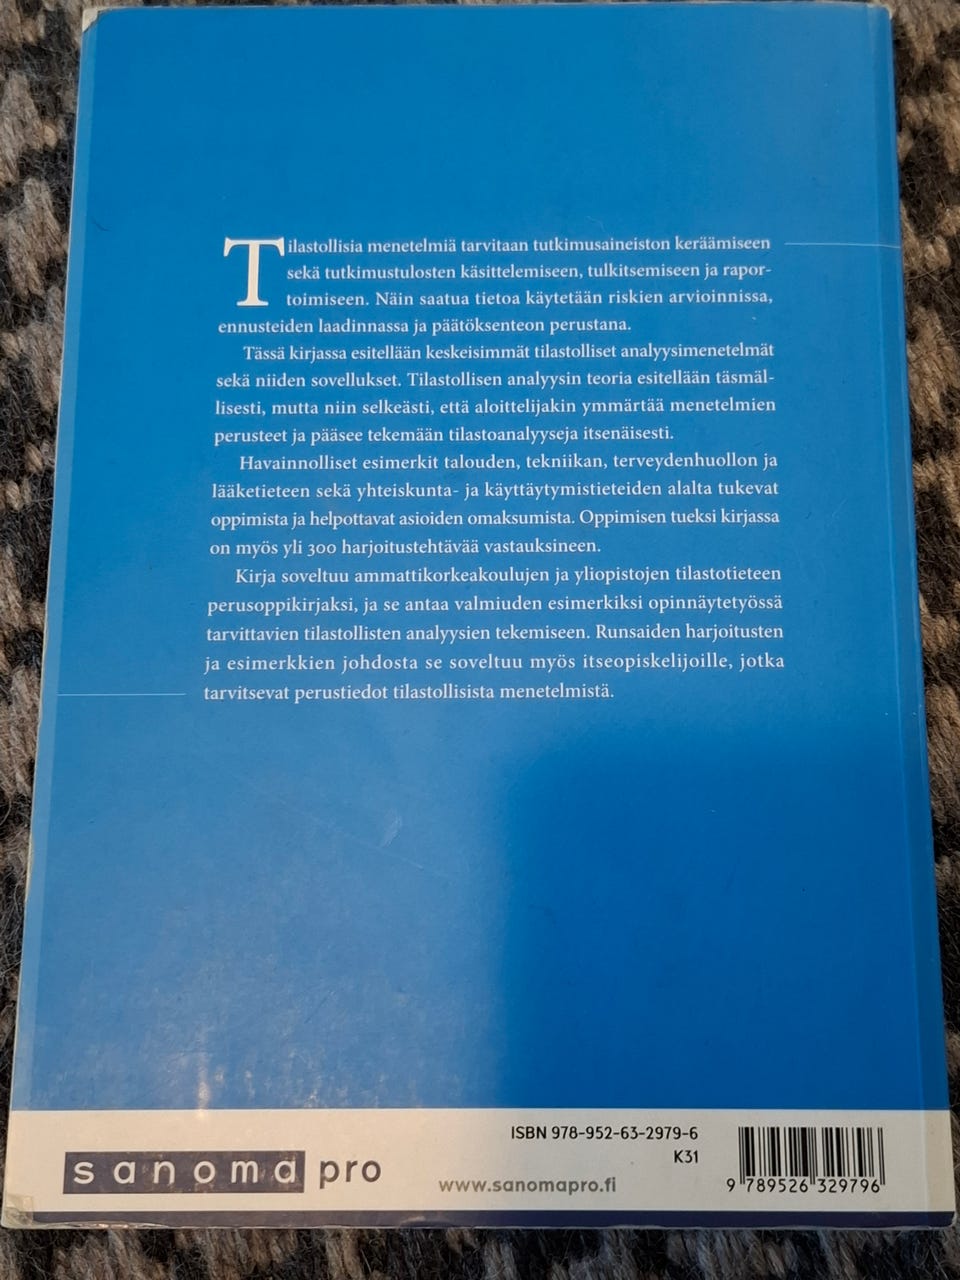 Tilastollisia menetelmiä tarvitaan tutkimusaineiston keräämiseen
sekä tutkimustulosten käsittelemiseen, tulkitsemiseen ja rapor-
toimiseen. Näin saatua tietoa käytetään riskien arvioinnissa,
ennusteiden laadinnassa ja päätöksenteon perustana.
Tässä kirjassa esitellään keskeisimmät tilastolliset analyysimenetelmät
sekä niiden sovellukset. Tilastollisen analyysin teoria esitellään täsmäl-
lisesti, mutta niin selkeästi, että aloittelijakin ymmärtää menetelmien
perusteet ja pääsee tekemään tilastoanalyyseja itsenäisesti.
Havainnolliset esimerkit talouden, tekniikan, terveydenhuollon ja
lääketieteen sekä yhteiskunta- ja käyttäytymistieteiden alalta tukevat
oppimista ja helpottavat asioiden omaksumista. Oppimisen tueksi kirjassa
on myös yli 300 harjoitustehtävää vastauksineen.
Kirja soveltuu ammattikorkeakoulujen ja yliopistojen tilastotieteen
perusoppikirjaksi, ja se antaa valmiuden esimerkiksi opinnäytetyössä
tarvittavien tilastollisten analyysien tekemiseen. Runsaiden harjoitusten
ja esimerkkien johdosta se soveltuu myös itseopiskelijoille, jotka
tarvitsevat perustiedot tilastollisista menetelmistä.
ISBN 978-952-63-2979-6
K31
sanoma pro
www.sanomapro.fi
9 789526 329796